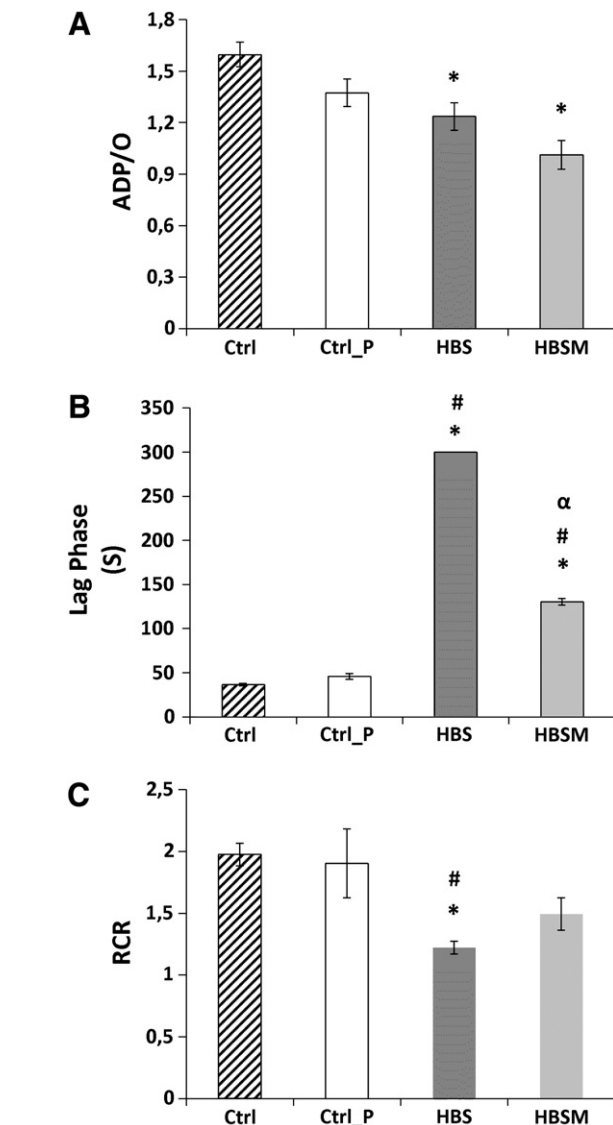 A
ADP/O
1,8
1,5
1,2
0,9
0,6
0,3
0
*
*
Ctrl Ctrl_P HBS HBSM
B
Lag Phase
(S)
350
300
250
200
150
100
50
0
#
*
α
#
*
Ctrl Ctrl_P HBS HBSM
C
RCR
2,5
2
1,5
1
0,5
0
#
*
Ctrl Ctrl_P HBS HBSM